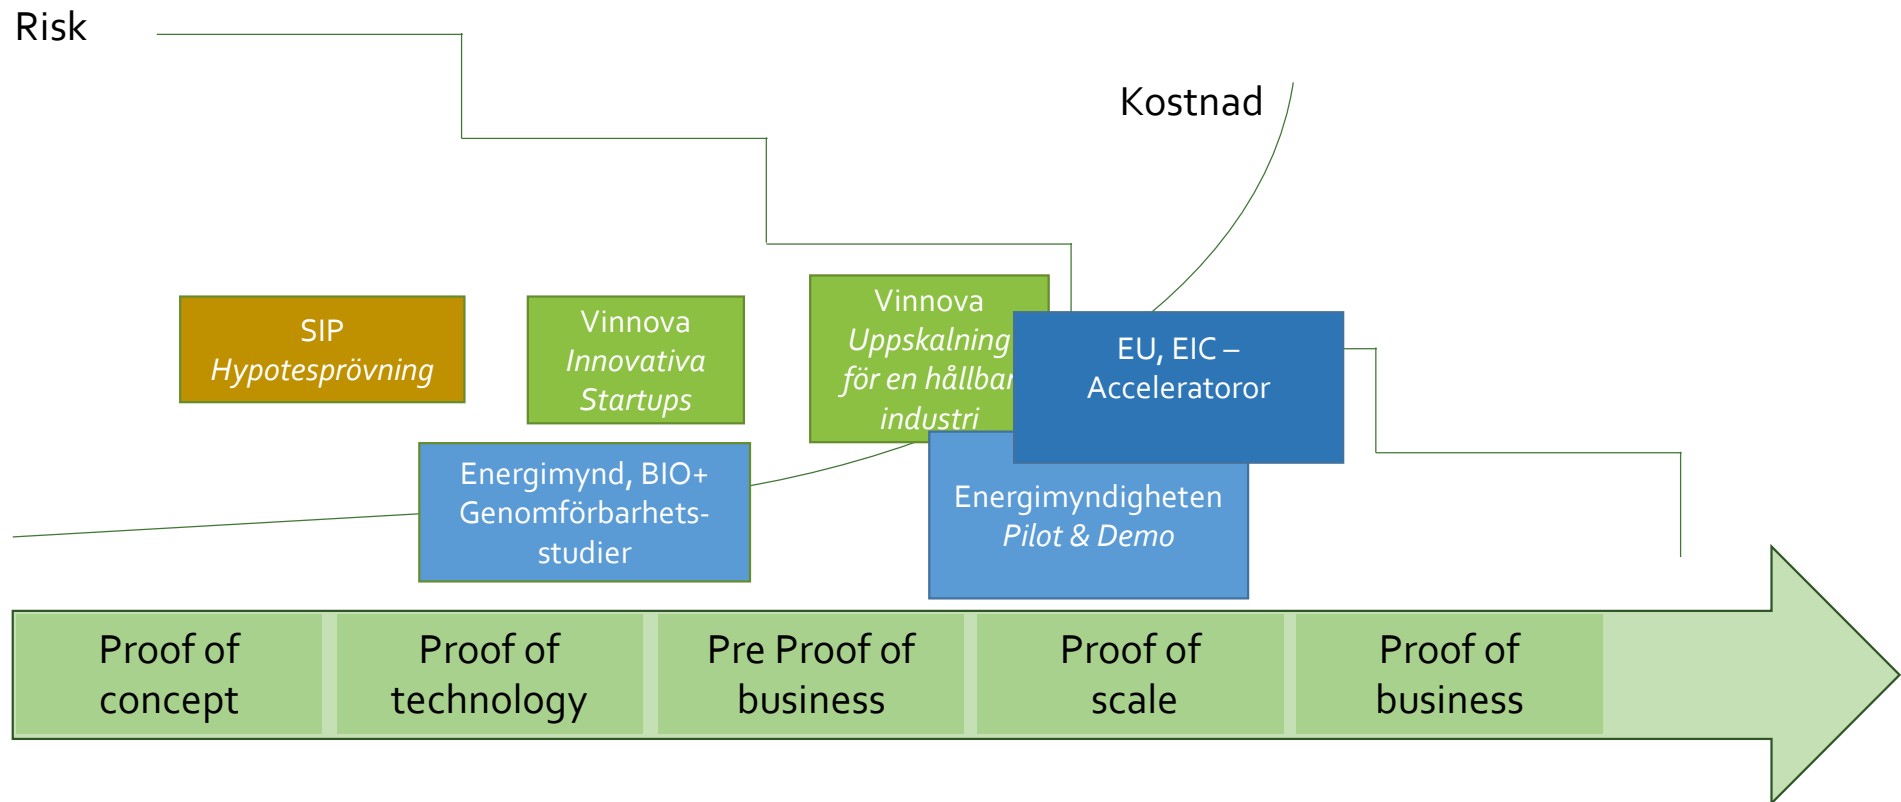 Risk
Kostnad
SIP
Hypotesprövning
Vinnova
Innovativa
Startups
Vinnova
Uppskalning
för en hållbar
industri
EU, EIC –
Acceleratoror
Energimynd, BIO+
Genomförbarhets-
studier
Energimyndigheten
Pilot & Demo
Proof of
concept
Proof of
technology
Pre Proof of
business
Proof of
scale
Proof of
business